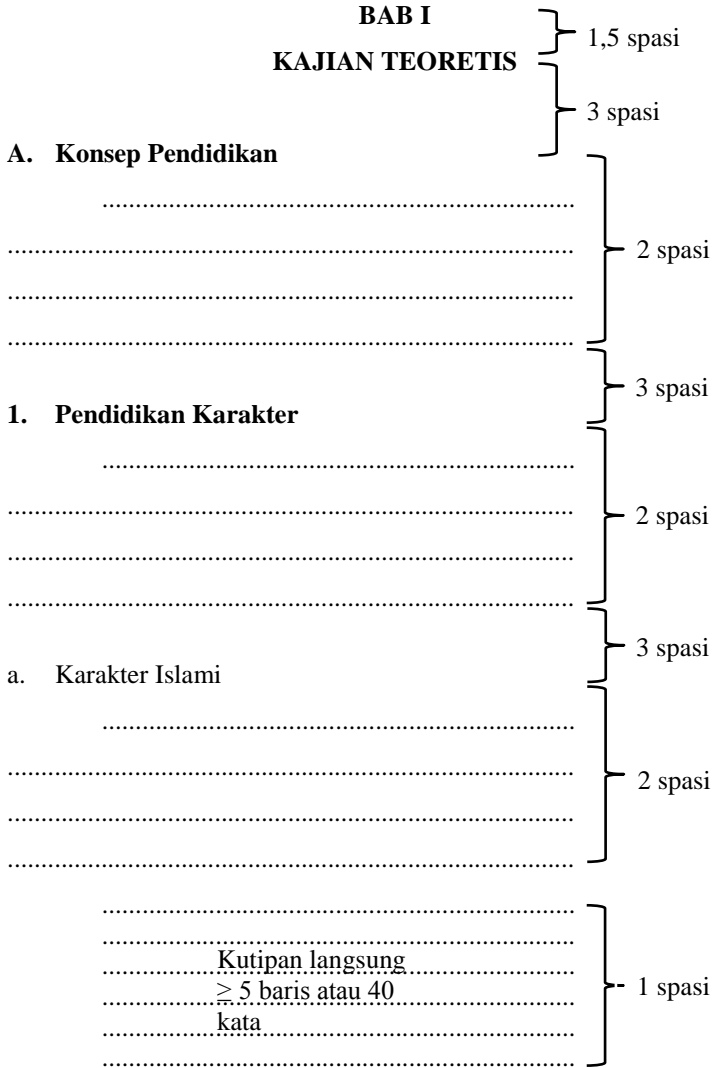 BAB I
1,5 spasi
KAJIAN TEORETIS
3 spasi
A. Konsep Pendidikan
......................................................................
2 spasi
....................................................................................
....................................................................................
....................................................................................
3 spasi
1. Pendidikan Karakter
......................................................................
....................................................................................
2 spasi
....................................................................................
....................................................................................
3 spasi
a. Karakter Islami
......................................................................
....................................................................................
2 spasi
....................................................................................
....................................................................................
......................................................................
......................................................................
Kutipan langsung
≥ 5 baris atau 40
kata
1 spasi
......................................................................
......................................................................
......................................................................
......................................................................